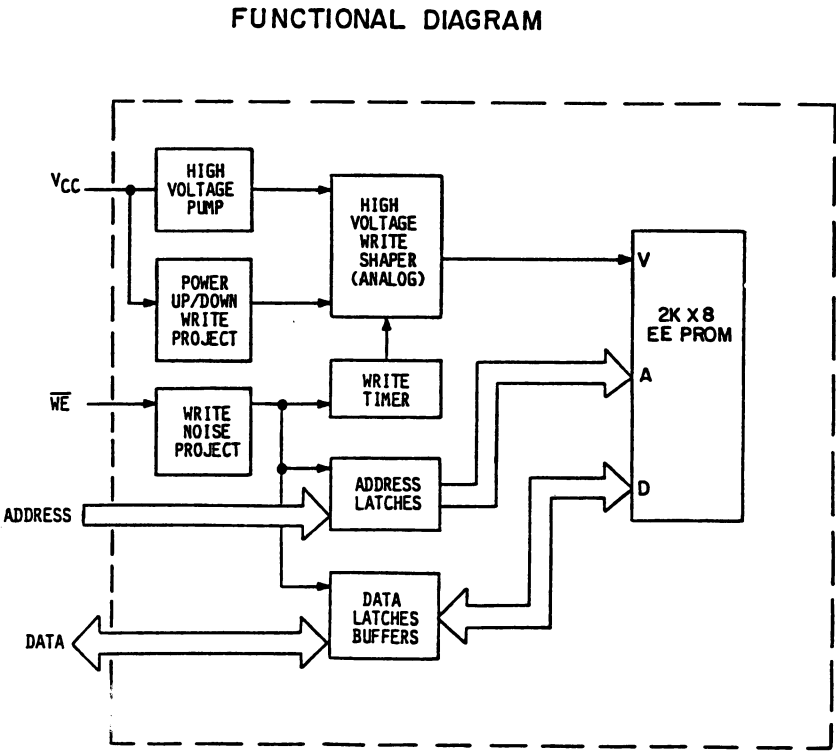 FUNCTIONAL DIAGRAM
VCC
HIGH
VOLTAGE
PUMP
HIGH
VOLTAGE
WRITE
SHAPER
(ANALOG)
POWER
UP/DOWN
WRITE
PROJECT
V
2K X 8
EE PROM
A
D
WE
WRITE
NOISE
PROJECT
WRITE
TIMER
ADDRESS
ADDRESS
LATCHES
DATA
DATA
LATCHES
BUFFERS